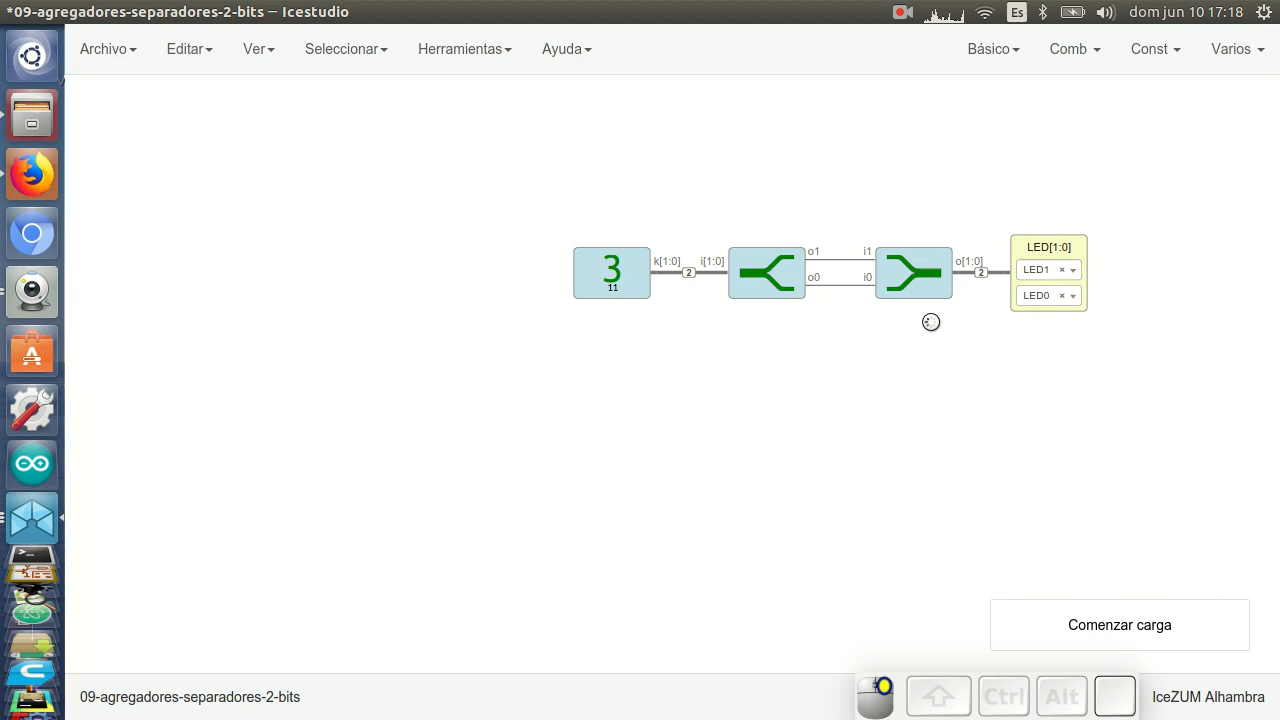 *09-agregadores-separadores-2-bits – Icestudio
Es
dom jun 10 17:18
Archivo Editar Ver Seleccionar Herramientas Ayuda Básico Comb Const Varios
3
11
k[1:0]
2
i[1:0]
o1
o0
i1
i0
o[1:0]
2
LED[1:0]
LED1 ×
LED0 ×
Comenzar carga
09-agregadores-separadores-2-bits
Ctrl
Alt
IceZUM Alhambra